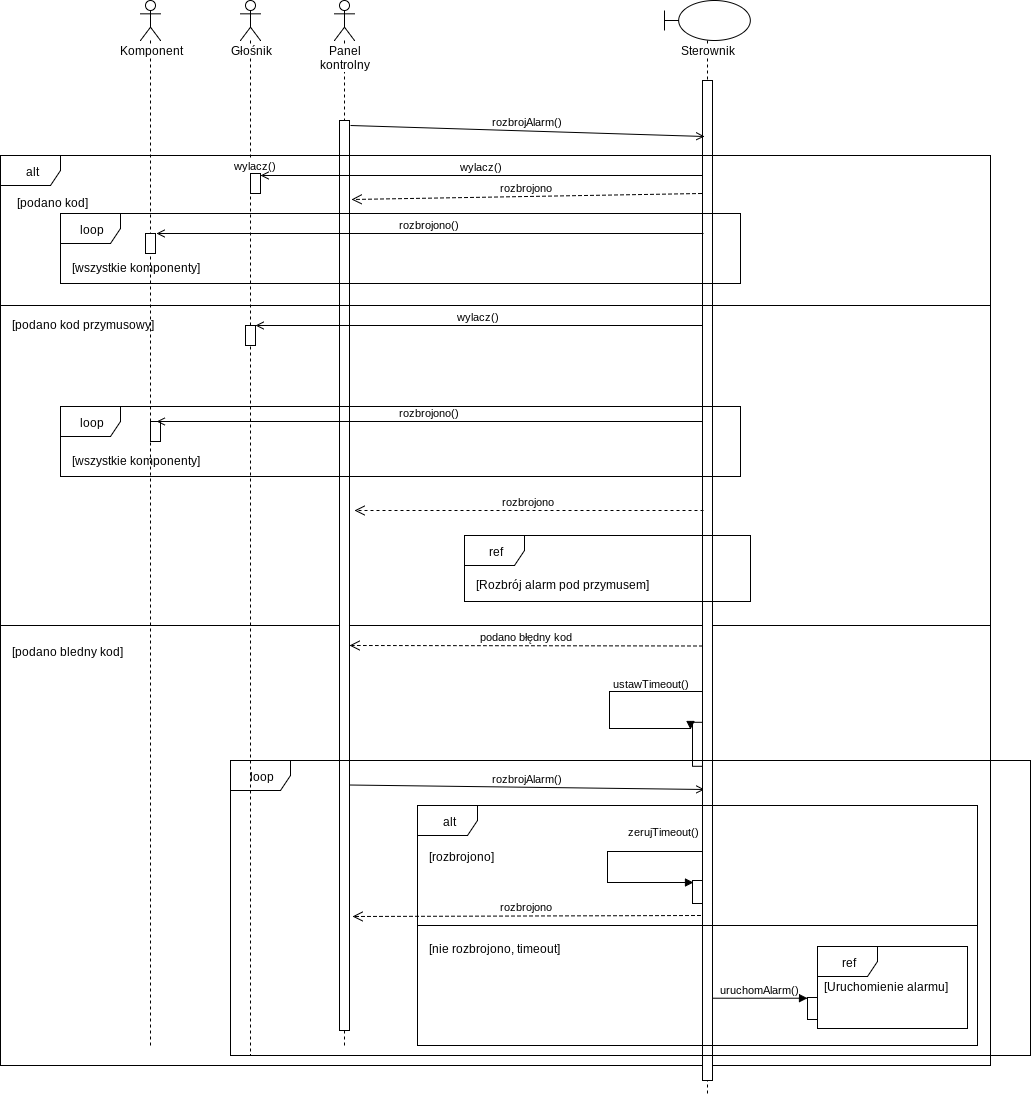 Komponent
Głośnik
Panel
kontrolny
Sterownik
rozbrojAlarm()
alt
wylacz()
wylacz()
rozbrojono
[podano kod]
loop
rozbrojono()
[wszystkie komponenty]
[podano kod przymusowy]
wylacz()
loop
rozbrojono()
[wszystkie komponenty]
rozbrojono
ref
[Rozbrój alarm pod przymusem]
podano błędny kod
[podano bledny kod]
ustawTimeout()
loop
rozbrojAlarm()
alt
zerujTimeout()
[rozbrojono]
rozbrojono
[nie rozbrojono, timeout]
ref
[Uruchomienie alarmu]
uruchomAlarm()